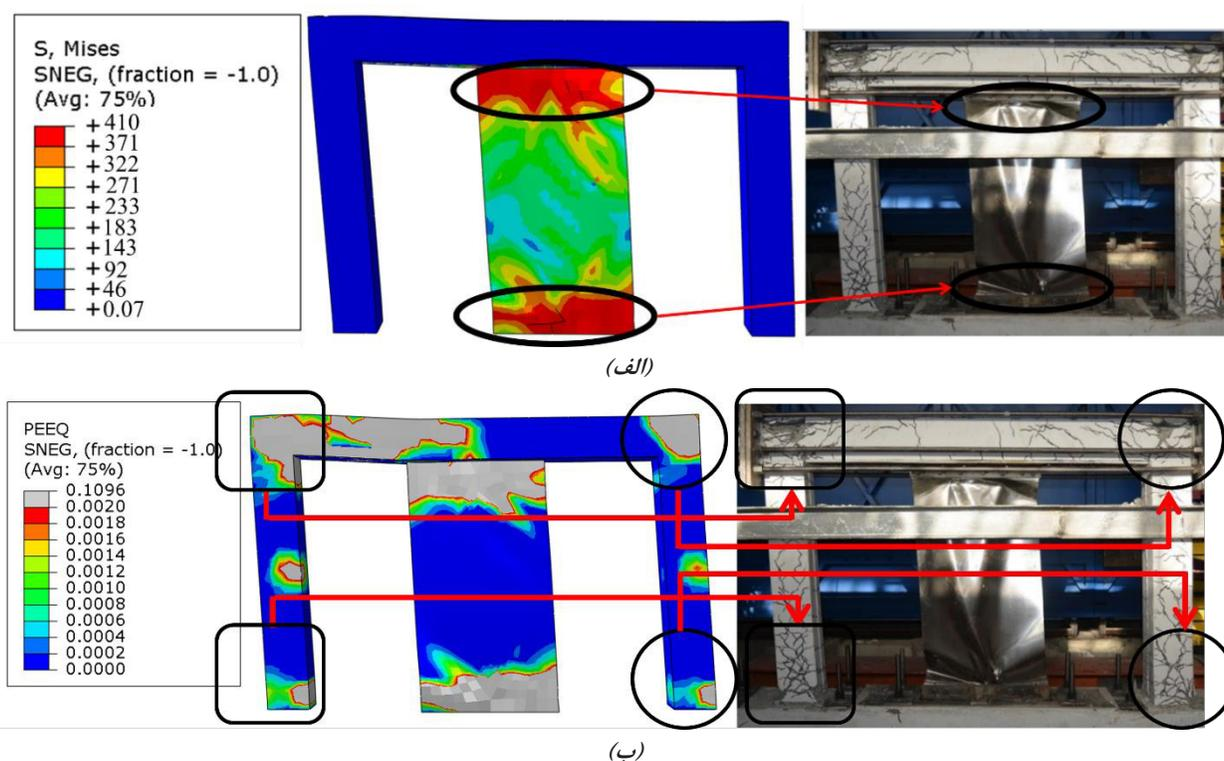 S, Mises
SNEG, (fraction = -1.0)
(Avg: 75%)
+410
+371
+322
+271
+233
+183
+143
+92
+46
+0.07
(الف)
PEEQ
SNEG, (fraction = -1.0)
(Avg: 75%)
0.1096
0.0020
0.0018
0.0016
0.0014
0.0012
0.0010
0.0008
0.0006
0.0004
0.0002
0.0000
(ب)